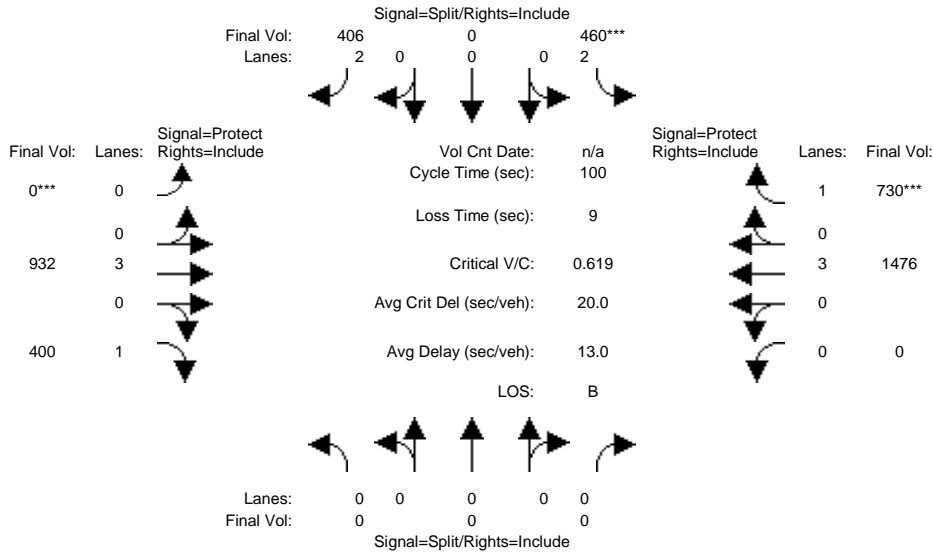 Signal=Split/Rights=Include
Final Vol: 406 0 460***
Lanes: 2 0 0 0 2
Signal=Protect Signal=Protect
Final Vol: Lanes: Rights=Include Vol Cnt Date: n/a Rights=Include Lanes: Final Vol:
Cycle Time (sec): 100
0*** 0 1 730***
Loss Time (sec): 9
0 0
932 3 Critical V/C: 0.619 3 1476
0 Avg Crit Del (sec/veh): 20.0 0
400 1 Avg Delay (sec/veh): 13.0 0 0
LOS: B
Lanes: 0 0 0 0 0
Final Vol: 0 0 0
Signal=Split/Rights=Include